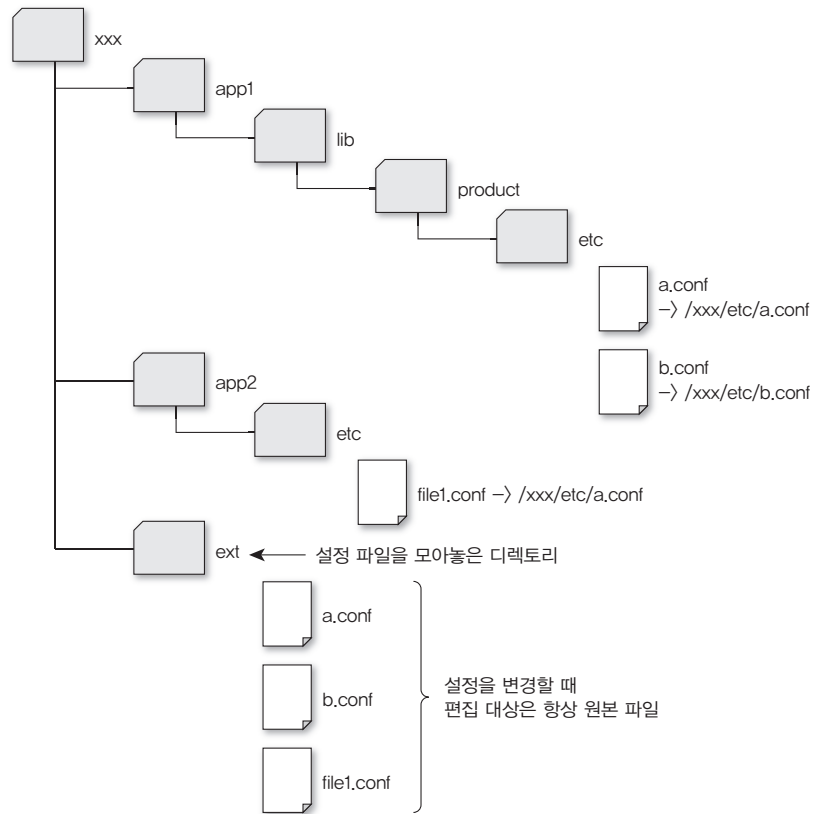 xxx
app1
lib
product
etc
a.conf
–〉 /xxx/etc/a.conf
b.conf
–〉 /xxx/etc/b.conf
app2
etc
file1.conf –〉 /xxx/etc/a.conf
ext
설정 파일을 모아놓은 디렉토리
a.conf
b.conf
file1.conf
설정을 변경할 때
편집 대상은 항상 원본 파일